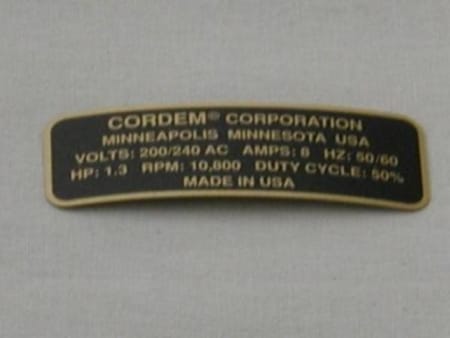 CORDEM® CORPORATION
MINNEAPOLIS MINNESOTA USA
VOLTS: 200/240 AC AMPS: 8 HZ: 50/60
HP: 1.3 RPM: 10,800 DUTY CYCLE: 50%
MADE IN USA